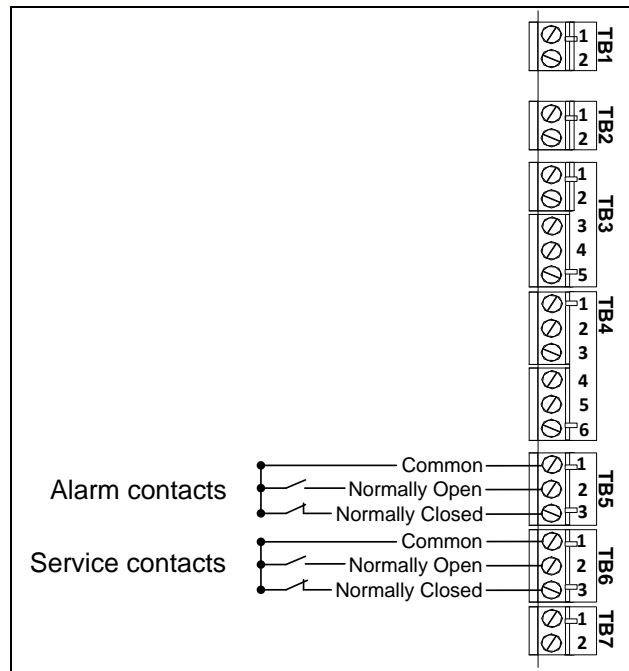 1
2
TB1
1
2
TB2
1
2
3
4
5
TB3
1
2
3
4
5
6
TB4
Alarm contacts
Common 1
Normally Open 2
Normally Closed 3
TB5
Service contacts
Common 1
Normally Open 2
Normally Closed 3
TB6
1
2
TB7